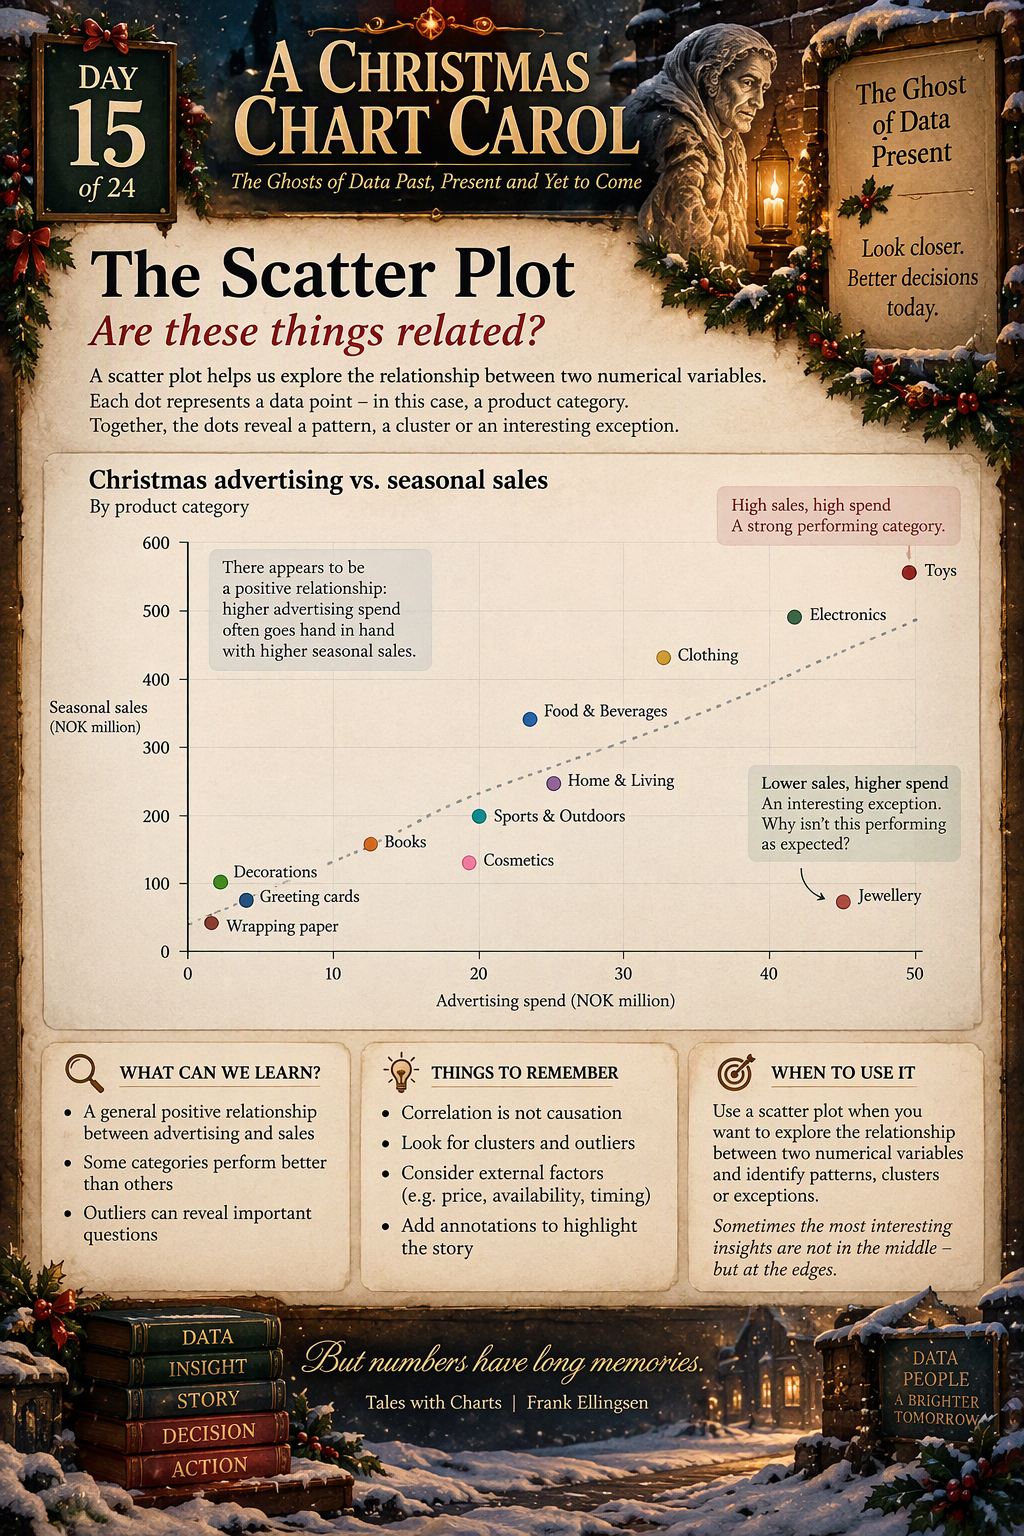 DAY
15
of 24
A CHRISTMAS
CHART CAROL
The Ghosts of Data Past, Present and Yet to Come
The Ghost
of Data
Present
Look closer.
Better decisions
today.
The Scatter Plot
Are these things related?
A scatter plot helps us explore the relationship between two numerical variables.
Each dot represents a data point – in this case, a product category.
Together, the dots reveal a pattern, a cluster or an interesting exception.
Christmas advertising vs. seasonal sales
By product category
High sales, high spend
A strong performing category.
There appears to be
a positive relationship:
higher advertising spend
often goes hand in hand
with higher seasonal sales.
Seasonal sales
(NOK million)
600
500
400
300
200
100
0
Toys
Electronics
Clothing
Food & Beverages
Home & Living
Sports & Outdoors
Books
Cosmetics
Decorations
Greeting cards
Wrapping paper
Lower sales, higher spend
An interesting exception.
Why isn't this performing
as expected?
Jewellery
0 10 20 30 40 50
Advertising spend (NOK million)
WHAT CAN WE LEARN?
• A general positive relationship
between advertising and sales
• Some categories perform better
than others
• Outliers can reveal important
questions
THINGS TO REMEMBER
• Correlation is not causation
• Look for clusters and outliers
• Consider external factors
(e.g. price, availability, timing)
• Add annotations to highlight
the story
WHEN TO USE IT
Use a scatter plot when you
want to explore the relationship
between two numerical variables
and identify patterns, clusters
or exceptions.
Sometimes the most interesting
insights are not in the middle –
but at the edges.
DATA
INSIGHT
STORY
DECISION
ACTION
But numbers have long memories.
Tales with Charts | Frank Ellingsen
DATA
PEOPLE
A BRIGHTER
TOMORROW